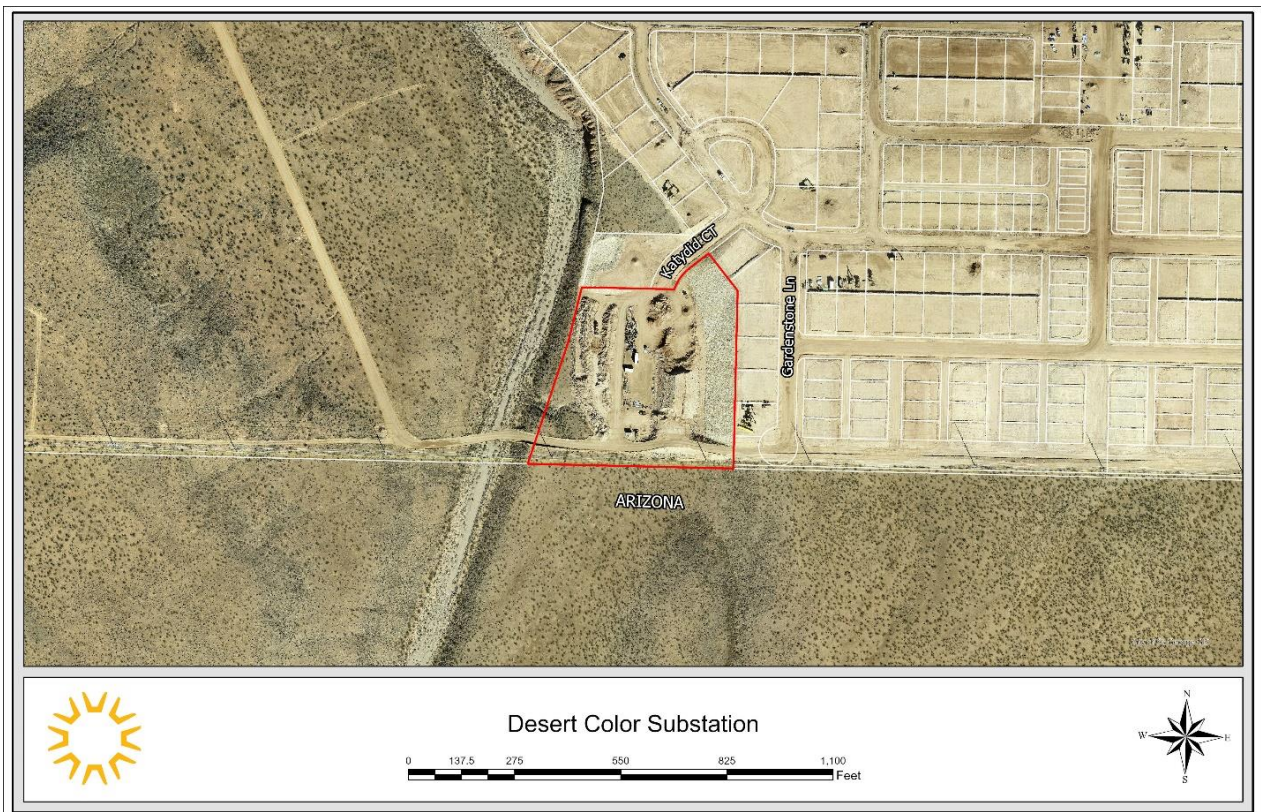 Katydid CT
Gardenstone Ln
ARIZONA
Desert Color Substation
0 137.5 275 550 825 1,100
Feet
N
W E
S